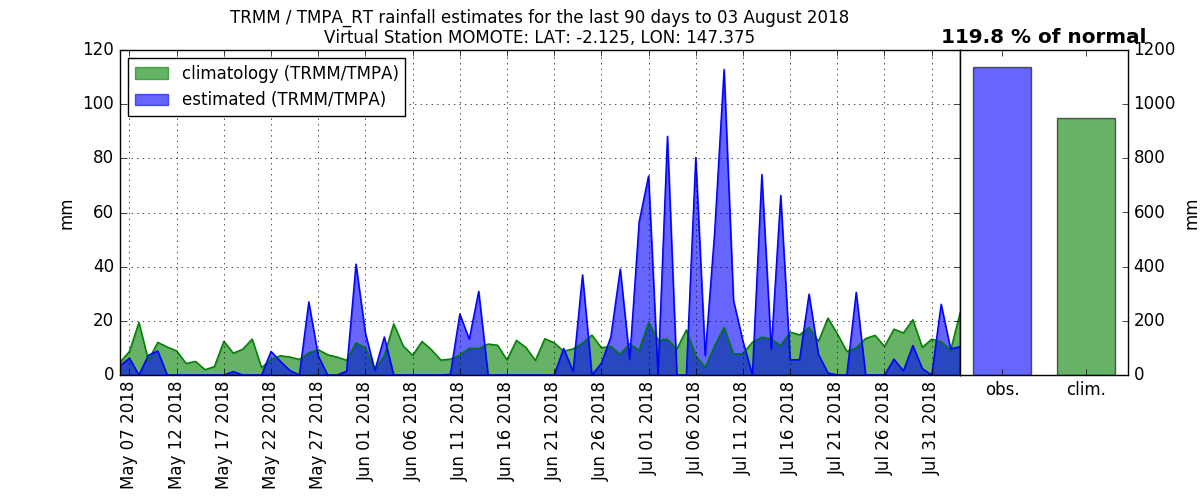 TRMM / TMPA_RT rainfall estimates for the last 90 days to 03 August 2018
Virtual Station MOMOTE: LAT: -2.125, LON: 147.375
119.8 % of normal
climatology (TRMM/TMPA)
estimated (TRMM/TMPA)
mm
120
100
80
60
40
20
0
May 07 2018
May 12 2018
May 17 2018
May 22 2018
May 27 2018
Jun 01 2018
Jun 06 2018
Jun 11 2018
Jun 16 2018
Jun 21 2018
Jun 26 2018
Jul 01 2018
Jul 06 2018
Jul 11 2018
Jul 16 2018
Jul 21 2018
Jul 26 2018
Jul 31 2018
obs.
clim.
1200
1000
800
600
400
200
0
mm